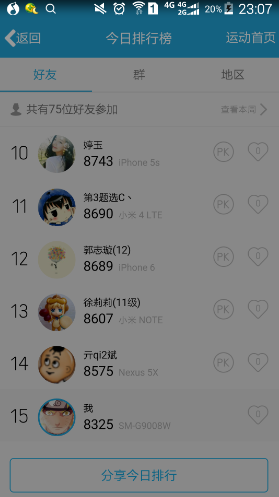 1 4G 4G 2G 20% 23:07
返回 今日排行榜 运动首页
好友 群 地区
共有75位好友参加 查看本周
10 婷玉 PK 0
8743 iPhone 5s
11 第3题选C丶 PK 0
8690 小米 4 LTE
12 郭志璇(12) PK 0
8689 iPhone 6
13 徐莉莉(11级) PK 0
8607 小米 NOTE
14 亓qi2斌 PK 0
8575 Nexus 5X
15 我 0
8325 SM-G9008W
分享今日排行